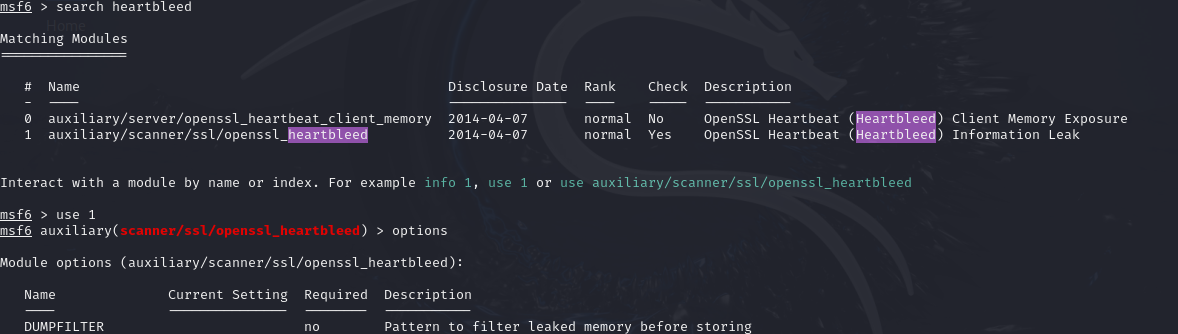 msf6 > search heartbleed
Matching Modules
================
# Name Disclosure Date Rank Check Description
- ---- --------------- ---- ----- -----------
0 auxiliary/server/openssl_heartbeat_client_memory 2014-04-07 normal No OpenSSL Heartbeat (Heartbleed) Client Memory Exposure
1 auxiliary/scanner/ssl/openssl_heartbleed 2014-04-07 normal Yes OpenSSL Heartbeat (Heartbleed) Information Leak
Interact with a module by name or index. For example info 1, use 1 or use auxiliary/scanner/ssl/openssl_heartbleed
msf6 > use 1
msf6 auxiliary(scanner/ssl/openssl_heartbleed) > options
Module options (auxiliary/scanner/ssl/openssl_heartbleed):
Name Current Setting Required Description
---- --------------- -------- -----------
DUMPFILTER no Pattern to filter leaked memory before storing
Home